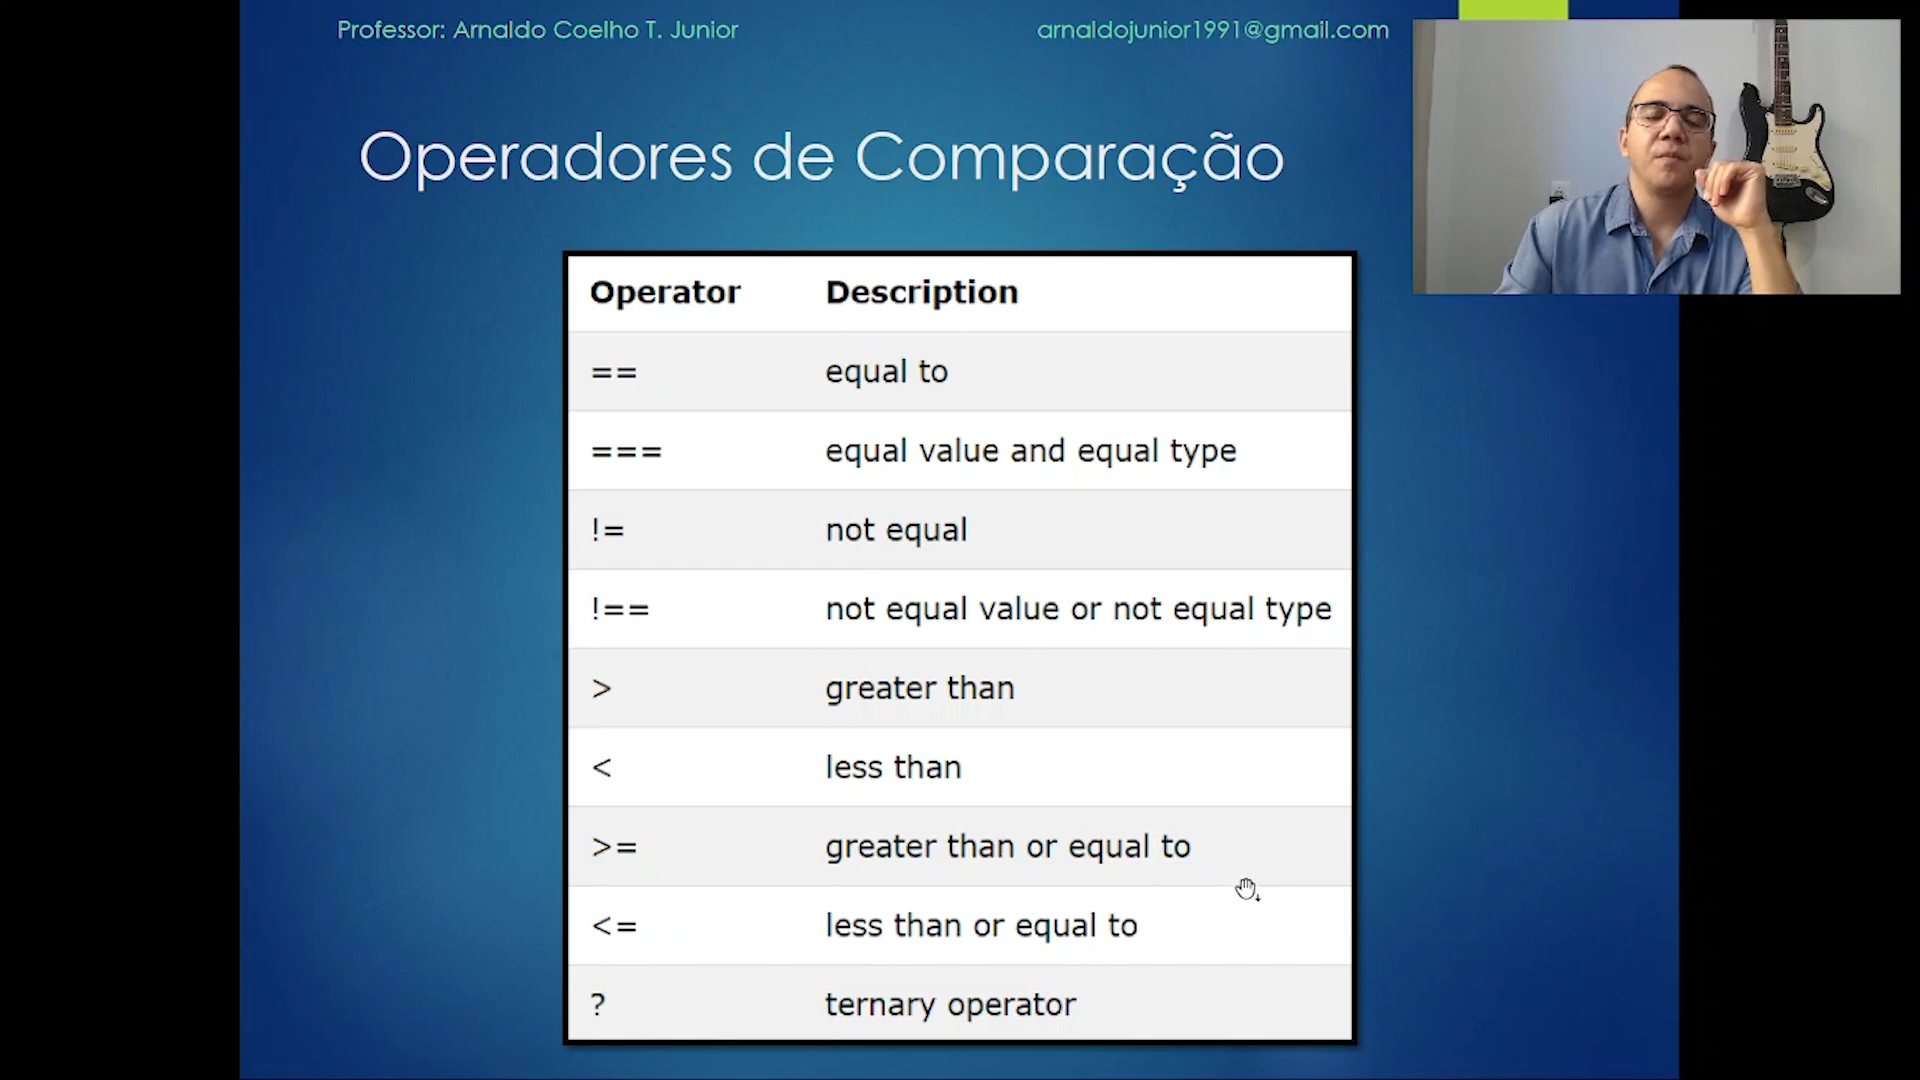 Professor: Arnaldo Coelho T. Junior arnaldojunior1991@gmail.com
Operadores de Comparação
Operator Description
== equal to
=== equal value and equal type
!= not equal
!== not equal value or not equal type
> greater than
< less than
>= greater than or equal to
<= less than or equal to
? ternary operator